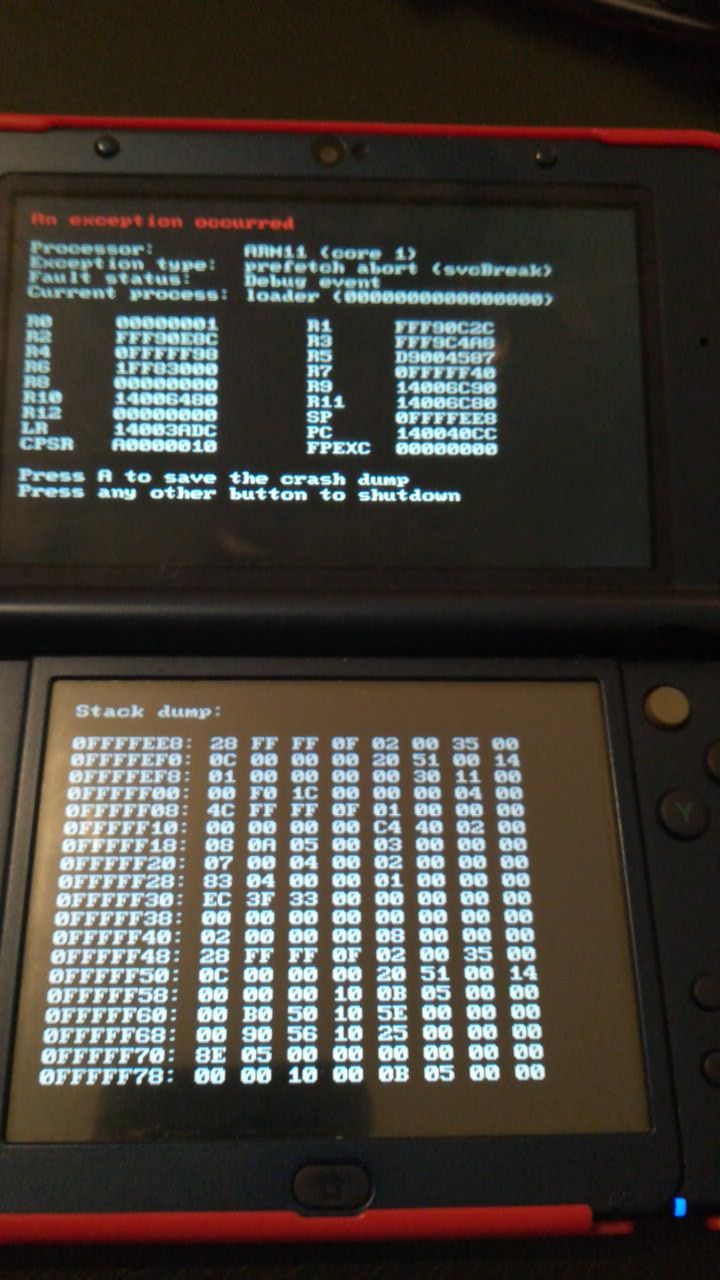 An exception occurred
Processor: ARM11 (core 1)
Exception type: prefetch abort (svcBreak)
Fault status: Debug event
Current process: loader (0000000000000000)
R0 00000001 R1 FFF90C2C
R2 FFF90E8C R3 FFF9C4A8
R4 0FFFFF98 R5 D9004587
R6 1FF83000 R7 0FFFFF40
R8 00000000 R9 14006C90
R10 14006480 R11 14006C80
R12 00000000 SP 0FFFFEE8
LR 14003ADC PC 140040CC
CPSR A0000010 FPEXC 00000000
Press A to save the crash dump
Press any other button to shutdown
Stack dump:
0FFFFEE8: 28 FF FF 0F 02 00 35 00
0FFFFEF0: 0C 00 00 00 20 51 00 14
0FFFFEF8: 01 00 00 00 00 30 11 00
0FFFFF00: 00 F0 1C 00 00 00 04 00
0FFFFF08: 4C FF FF 0F 01 00 00 00
0FFFFF10: 00 00 00 00 C4 40 02 00
0FFFFF18: 08 0A 05 00 03 00 00 00
0FFFFF20: 07 00 04 00 02 00 00 00
0FFFFF28: 83 04 00 00 01 00 00 00
0FFFFF30: EC 3F 33 00 00 00 00 00
0FFFFF38: 00 00 00 00 00 00 00 00
0FFFFF40: 02 00 00 00 08 00 00 00
0FFFFF48: 28 FF FF 0F 02 00 35 00
0FFFFF50: 0C 00 00 00 20 51 00 14
0FFFFF58: 00 00 00 10 0B 05 00 00
0FFFFF60: 00 B0 50 10 5E 00 00 00
0FFFFF68: 00 90 56 10 25 00 00 00
0FFFFF70: 8E 05 00 00 00 00 00 00
0FFFFF78: 00 00 10 00 0B 05 00 00
Y